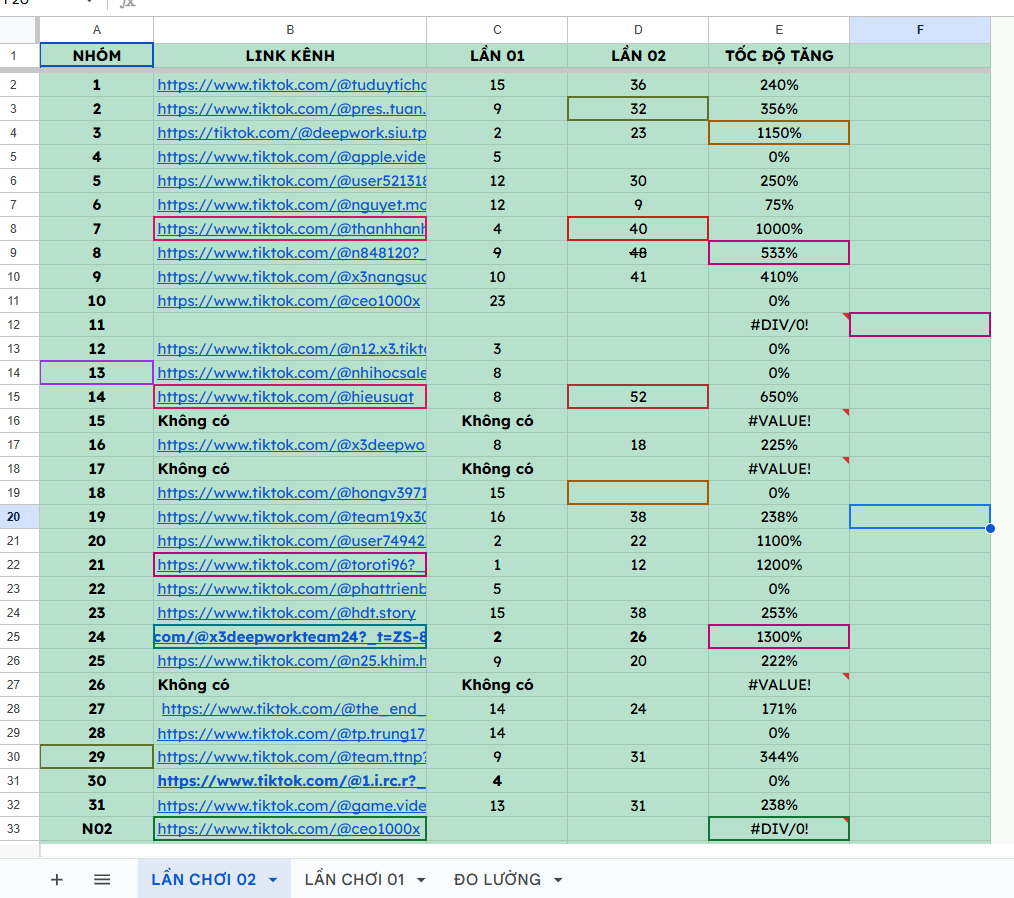 A B C D E F
1 NHÓM LINK KÊNH LẦN 01 LẦN 02 TỐC ĐỘ TĂNG
2 1 https://www.tiktok.com/@tuduytichc 15 36 240%
3 2 https://www.tiktok.com/@pres..tuan. 9 32 356%
4 3 https://tiktok.com/@deepwork.siu.tp 2 23 1150%
5 4 https://www.tiktok.com/@apple.vide 5 0%
6 5 https://www.tiktok.com/@user521318 12 30 250%
7 6 https://www.tiktok.com/@nguyet.mc 12 9 75%
8 7 https://www.tiktok.com/@thanhhanh 4 40 1000%
9 8 https://www.tiktok.com/@n848120?_ 9 48 533%
10 9 https://www.tiktok.com/@x3nangsuc 10 41 410%
11 10 https://www.tiktok.com/@ceo1000x 23 0%
12 11 #DIV/0!
13 12 https://www.tiktok.com/@n12.x3.tikt 3 0%
14 13 https://www.tiktok.com/@nhihocsale 8 0%
15 14 https://www.tiktok.com/@hieusuat 8 52 650%
16 15 Không có Không có #VALUE!
17 16 https://www.tiktok.com/@x3deepwo 8 18 225%
18 17 Không có Không có #VALUE!
19 18 https://www.tiktok.com/@hongv3971 15 0%
20 19 https://www.tiktok.com/@team19x30 16 38 238%
21 20 https://www.tiktok.com/@user74942 2 22 1100%
22 21 https://www.tiktok.com/@toroti96?_ 1 12 1200%
23 22 https://www.tiktok.com/@phattrienb 5 0%
24 23 https://www.tiktok.com/@hdt.story 15 38 253%
25 24 com/@x3deepworkteam24?_t=ZS-8 2 26 1300%
26 25 https://www.tiktok.com/@n25.khim.h 9 20 222%
27 26 Không có Không có #VALUE!
28 27 https://www.tiktok.com/@the_end_ 14 24 171%
29 28 https://www.tiktok.com/@tp.trung17 14 0%
30 29 https://www.tiktok.com/@team.ttnp? 9 31 344%
31 30 https://www.tiktok.com/@1.i.rc.r?_ 4 0%
32 31 https://www.tiktok.com/@game.vide 13 31 238%
33 N02 https://www.tiktok.com/@ceo1000x #DIV/0!
LẦN CHƠI 02 LẦN CHƠI 01 ĐO LƯỜNG